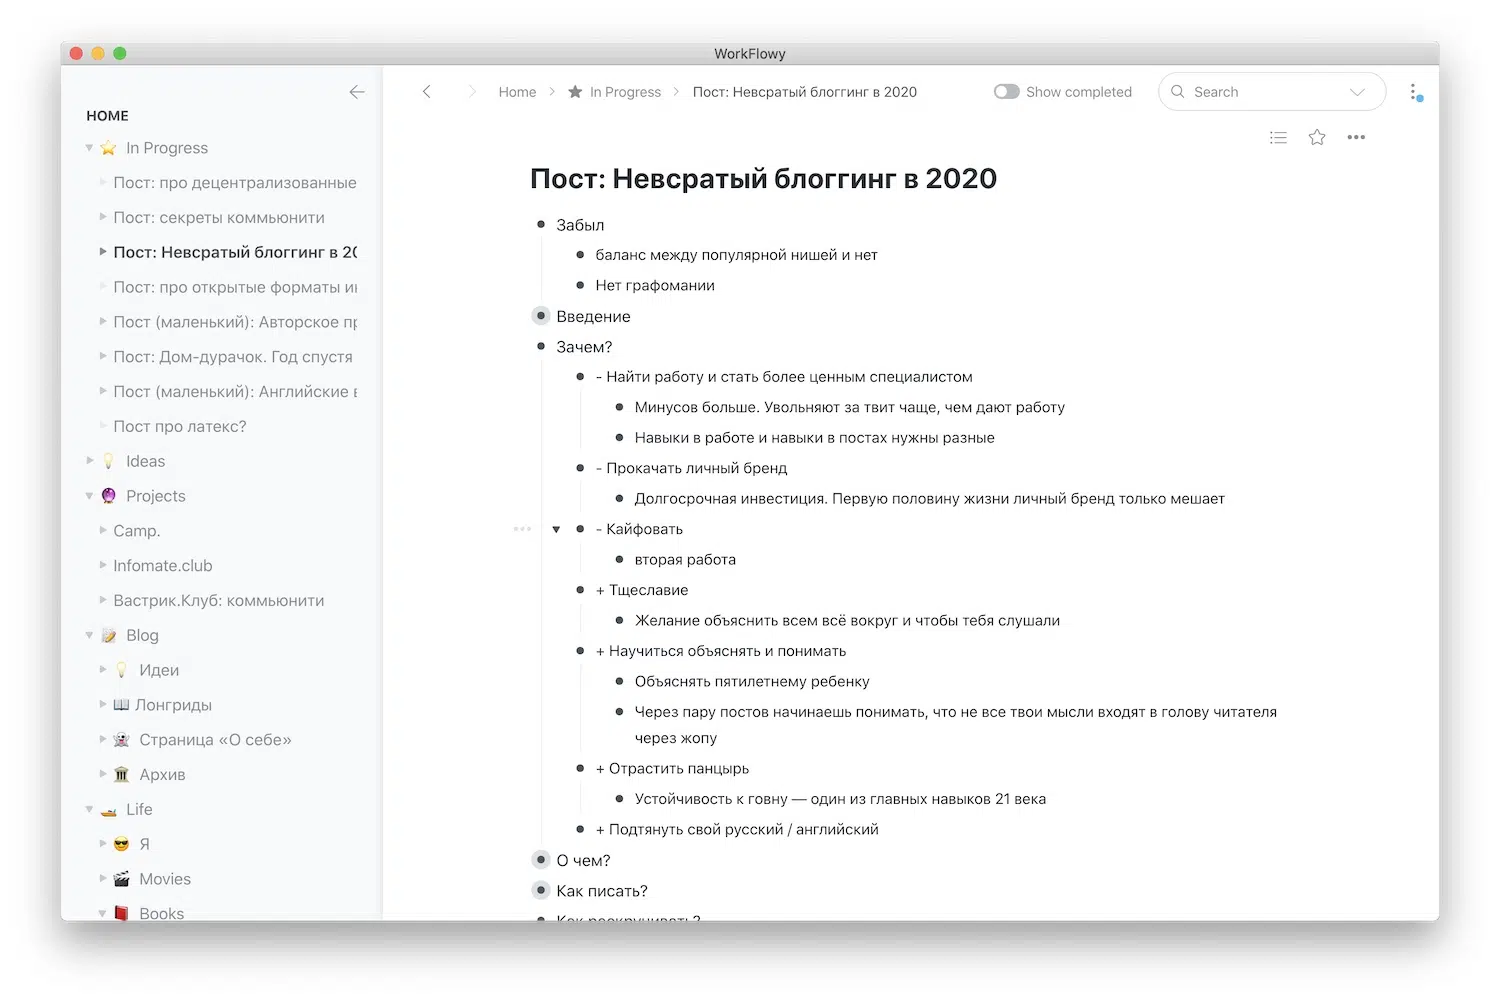 WorkFlowy
HOME
In Progress
Пост: про децентрализованные
Пост: секреты коммьюнити
Пост: Невсратый блоггинг в 20
Пост: про открытые форматы
Пост (маленький): Авторское
Пост: Дом-дурачок. Год спустя
Пост (маленький): Английские
Пост про латекс?
Ideas
Projects
Camp.
Infomate.club
Вастрик.Клуб: коммьюнити
Blog
Идеи
Лонгриды
Страница «О себе»
Архив
Life
Я
Movies
Books
Home > In Progress > Пост: Невсратый блоггинг в 2020
Show completed
Search
Пост: Невсратый блоггинг в 2020
Забыл
баланс между популярной нишей и нет
Нет графомании
Введение
Зачем?
- Найти работу и стать более ценным специалистом
Минусов больше. Увольняют за твит чаще, чем дают работу
Навыки в работе и навыки в постах нужны разные
- Прокачать личный бренд
Долгосрочная инвестиция. Первую половину жизни личный бренд только мешает
- Кайфовать
вторая работа
+ Тщеславие
Желание объяснить всем всё вокруг и чтобы тебя слушали
+ Научиться объяснять и понимать
Объяснять пятилетнему ребенку
Через пару постов начинаешь понимать, что не все твои мысли входят в голову читателя
через жопу
+ Отрастить панцырь
Устойчивость к говну — один из главных навыков 21 века
+ Подтянуть свой русский / английский
О чем?
Как писать?
Как раскручивать?